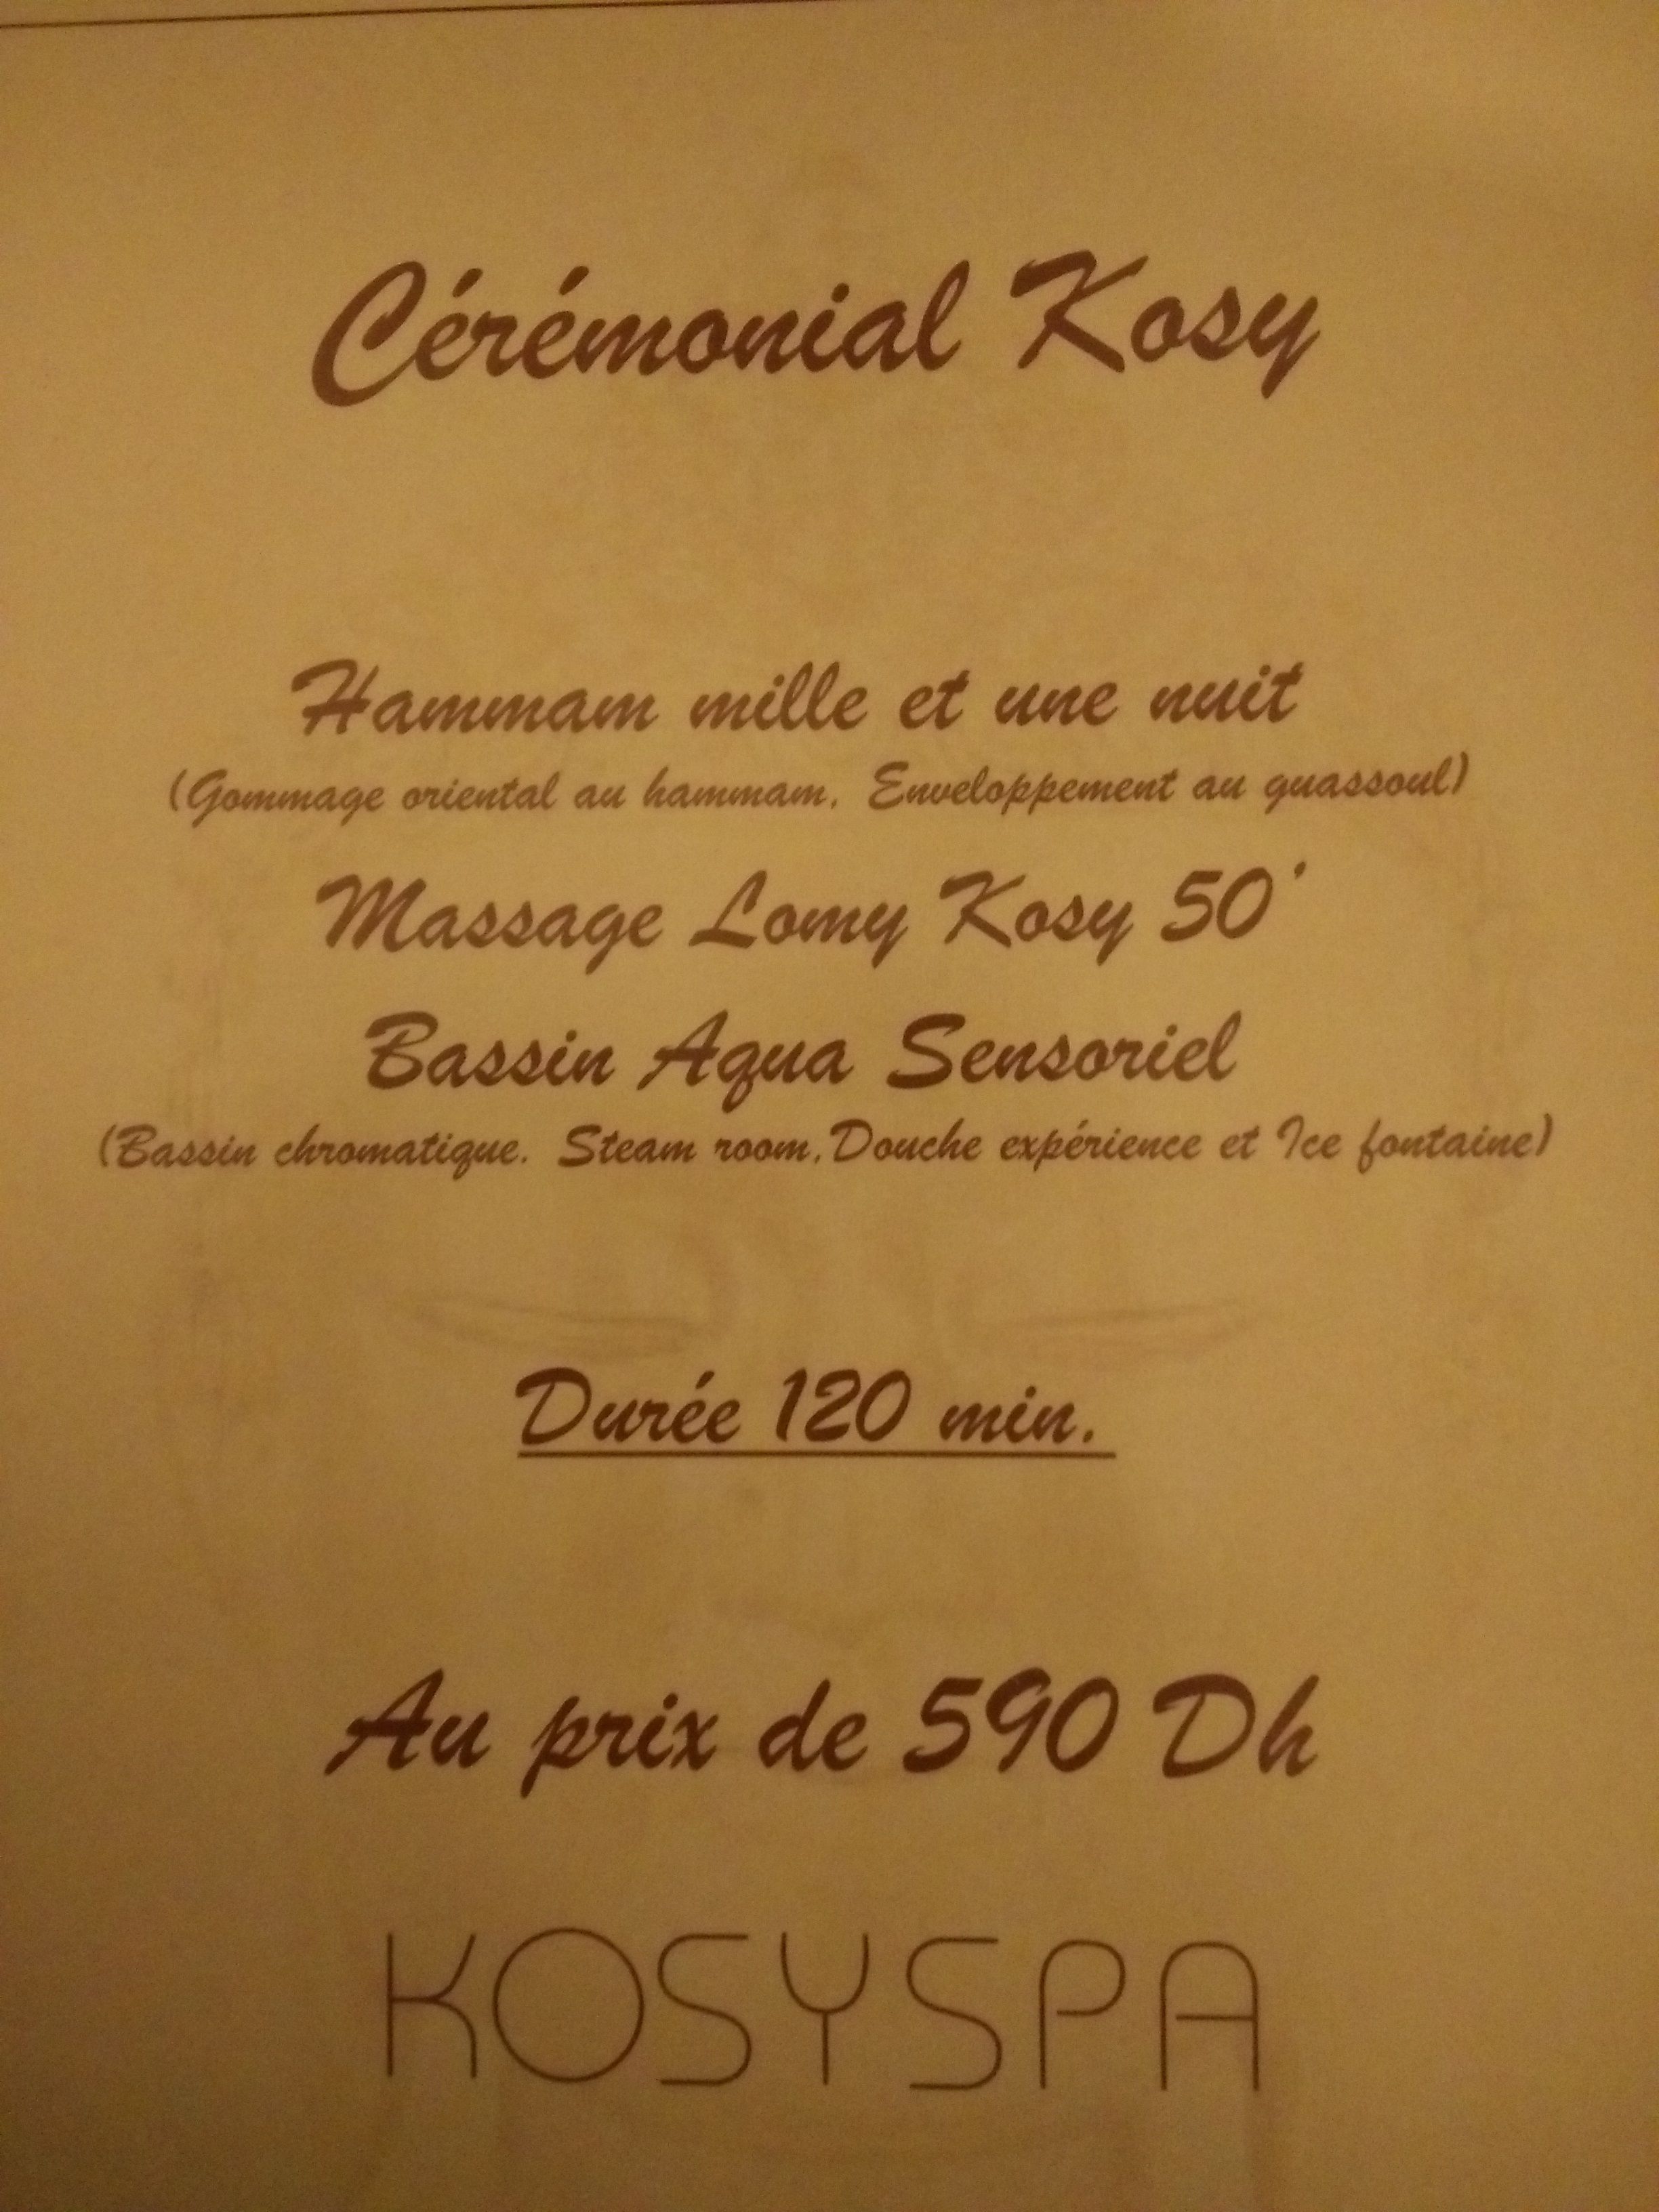 Cérémonial Kosy
Hammam mille et une nuit
(Gommage oriental au hammam, Enveloppement au guassoul)
Massage Lomy Kosy 50'
Bassin Aqua Sensoriel
(Bassin chromatique. Steam room, Douche expérience et Ice fontaine)
Durée 120 min.
Au prix de 590 Dh
KOSYSPA